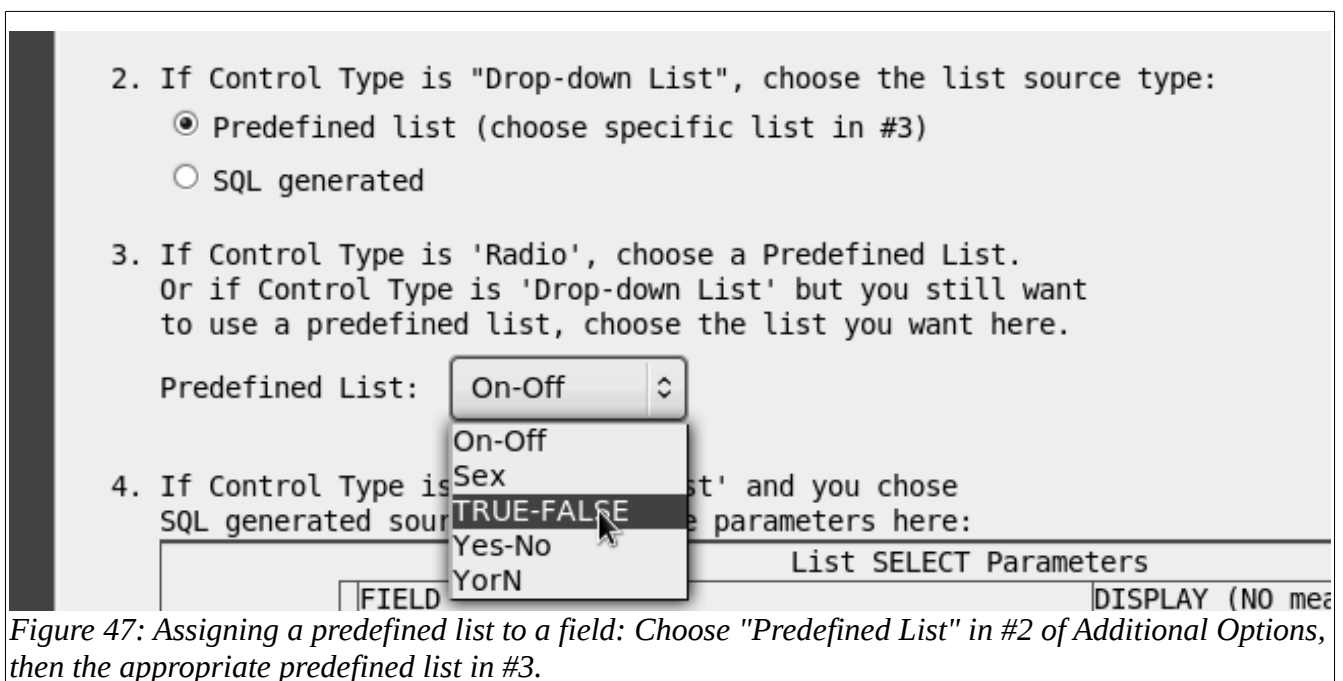 2. If Control Type is "Drop-down List", choose the list source type:
Predefined list (choose specific list in #3)
SQL generated
3. If Control Type is 'Radio', choose a Predefined List.
Or if Control Type is 'Drop-down List' but you still want
to use a predefined list, choose the list you want here.
Predefined List: On-Off
On-Off
Sex
TRUE-FALSE
Yes-No
YorN
4. If Control Type is st' and you chose
SQL generated parameters here:
List SELECT Parameters
FIELD DISPLAY (NO
Figure 47: Assigning a predefined list to a field: Choose "Predefined List" in #2 of Additional Options,
then the appropriate predefined list in #3.